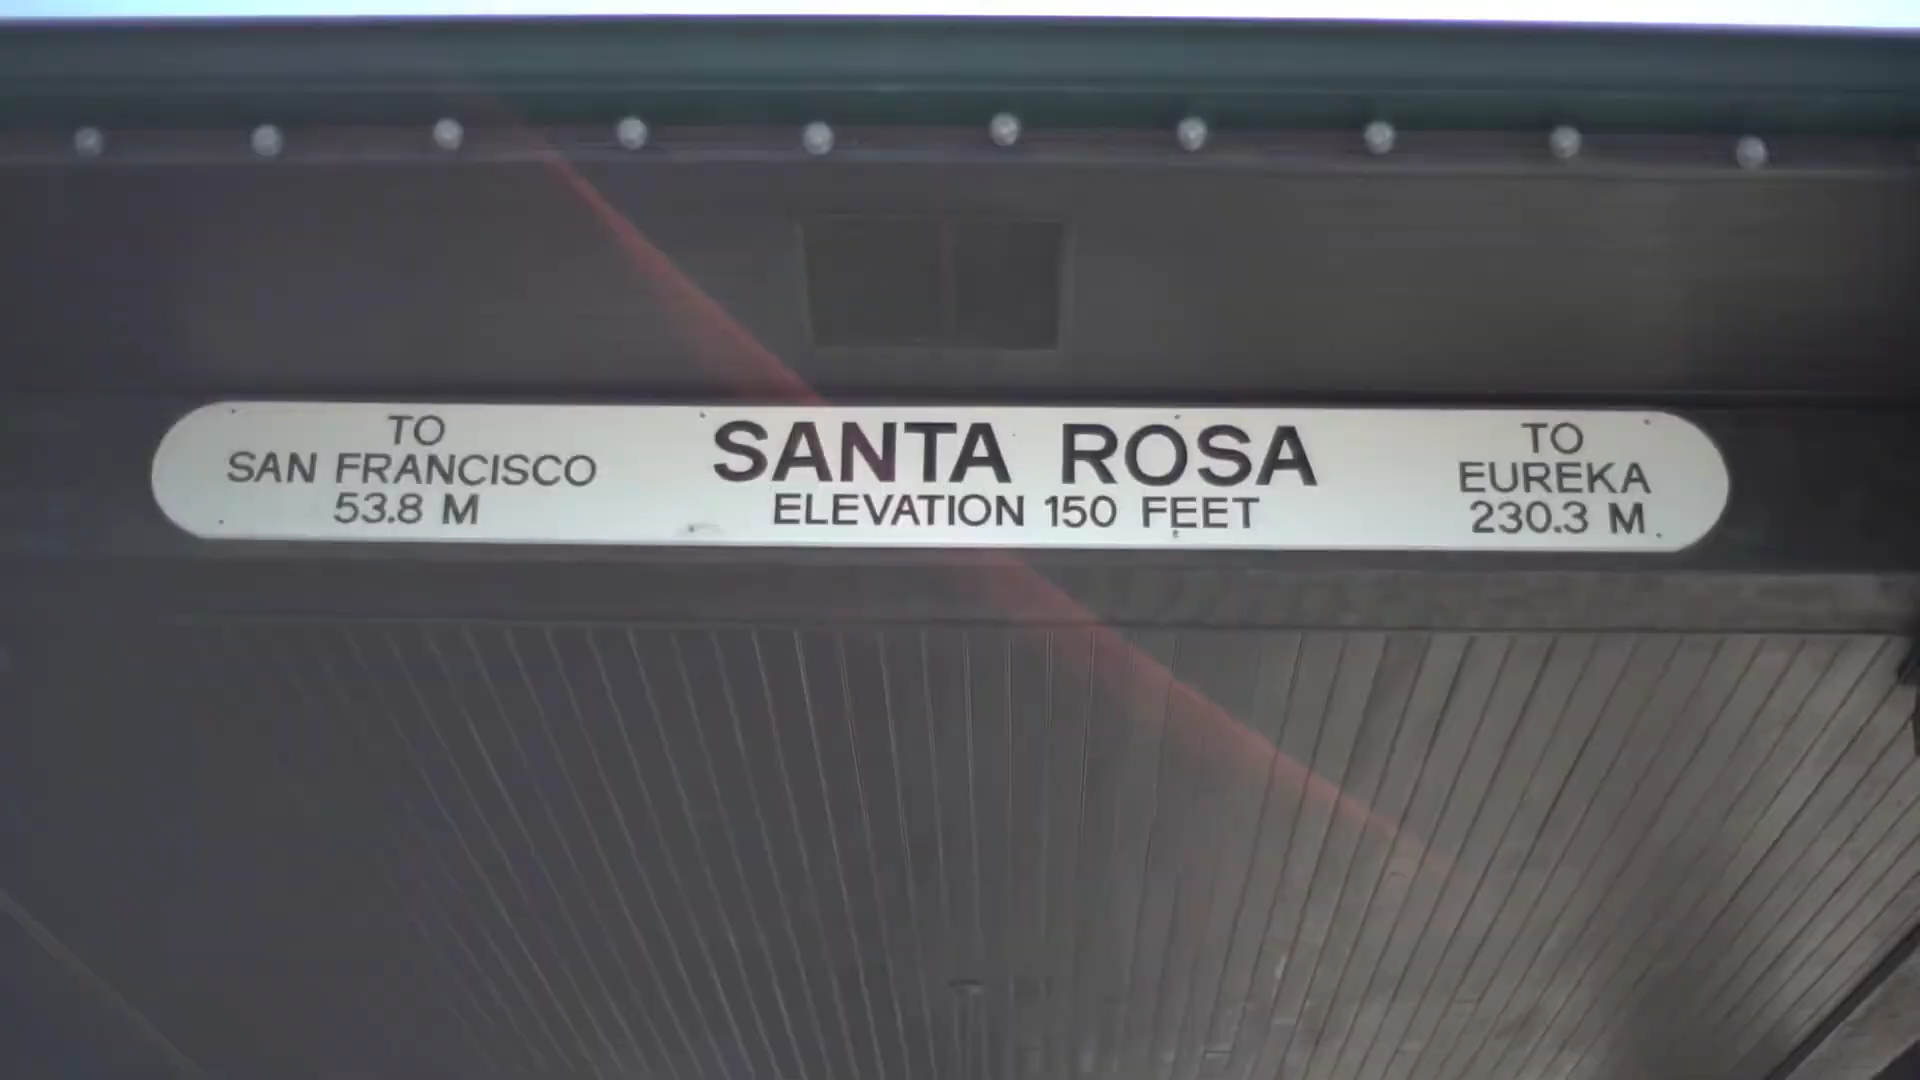 TO
SAN FRANCISCO
53.8 M
SANTA ROSA
ELEVATION 150 FEET
TO
EUREKA
230.3 M